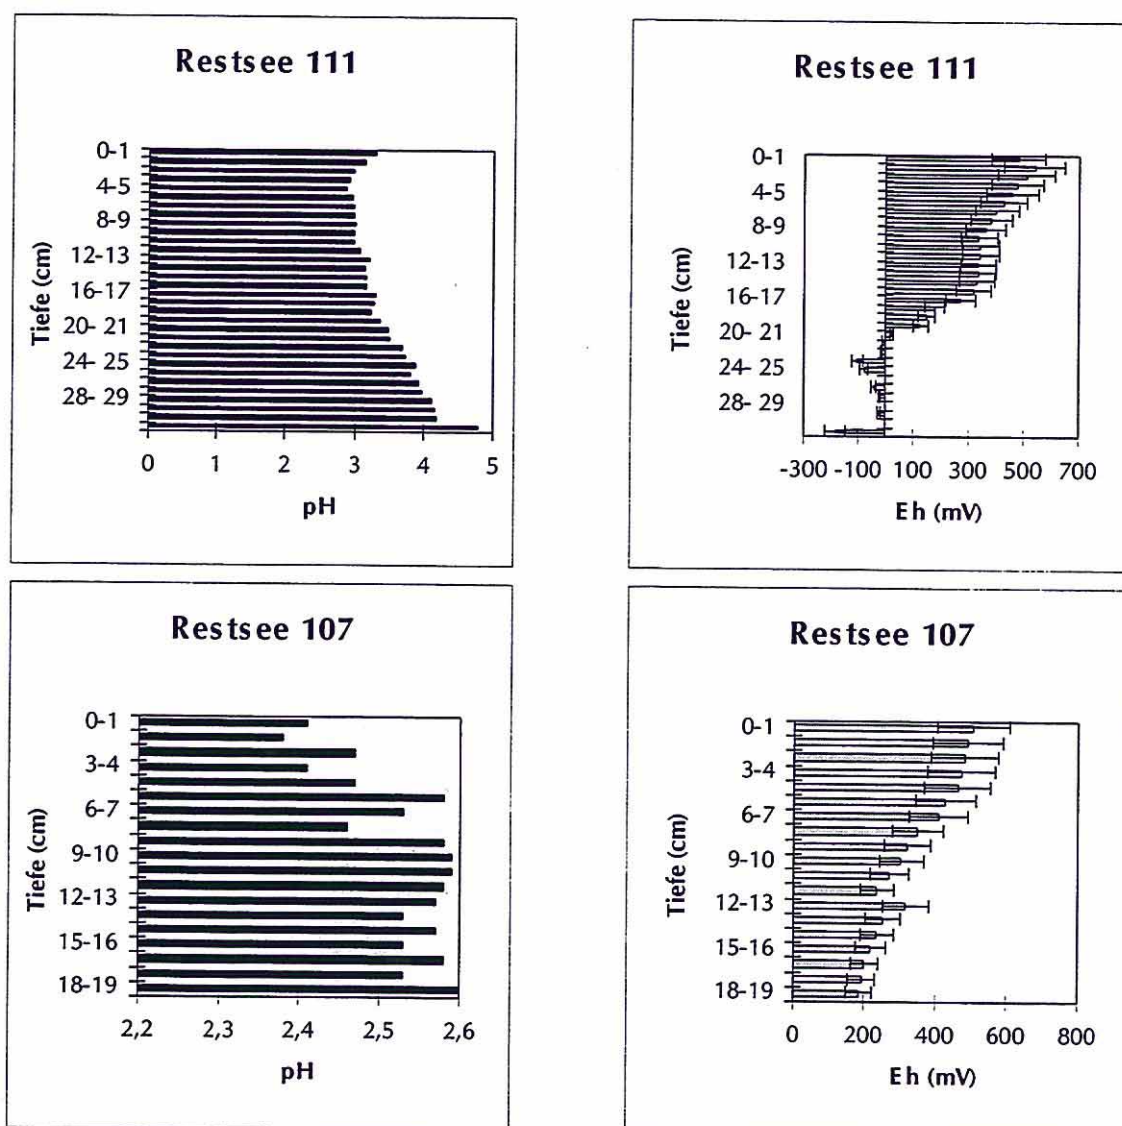 Restsee 111
Tiefe (cm)
0-1
4-5
8-9
12-13
16-17
20- 21
24- 25
28- 29
0 1 2 3 4 5
pH
Restsee 111
Tiefe (cm)
0-1
4-5
8-9
12-13
16-17
20- 21
24- 25
28- 29
-300 -100 100 300 500 700
Eh (mV)
Restsee 107
Tiefe (cm)
0-1
3-4
6-7
9-10
12-13
15-16
18-19
2,2 2,3 2,4 2,5 2,6
pH
Restsee 107
Tiefe (cm)
0-1
3-4
6-7
9-10
12-13
15-16
18-19
0 200 400 600 800
Eh (mV)